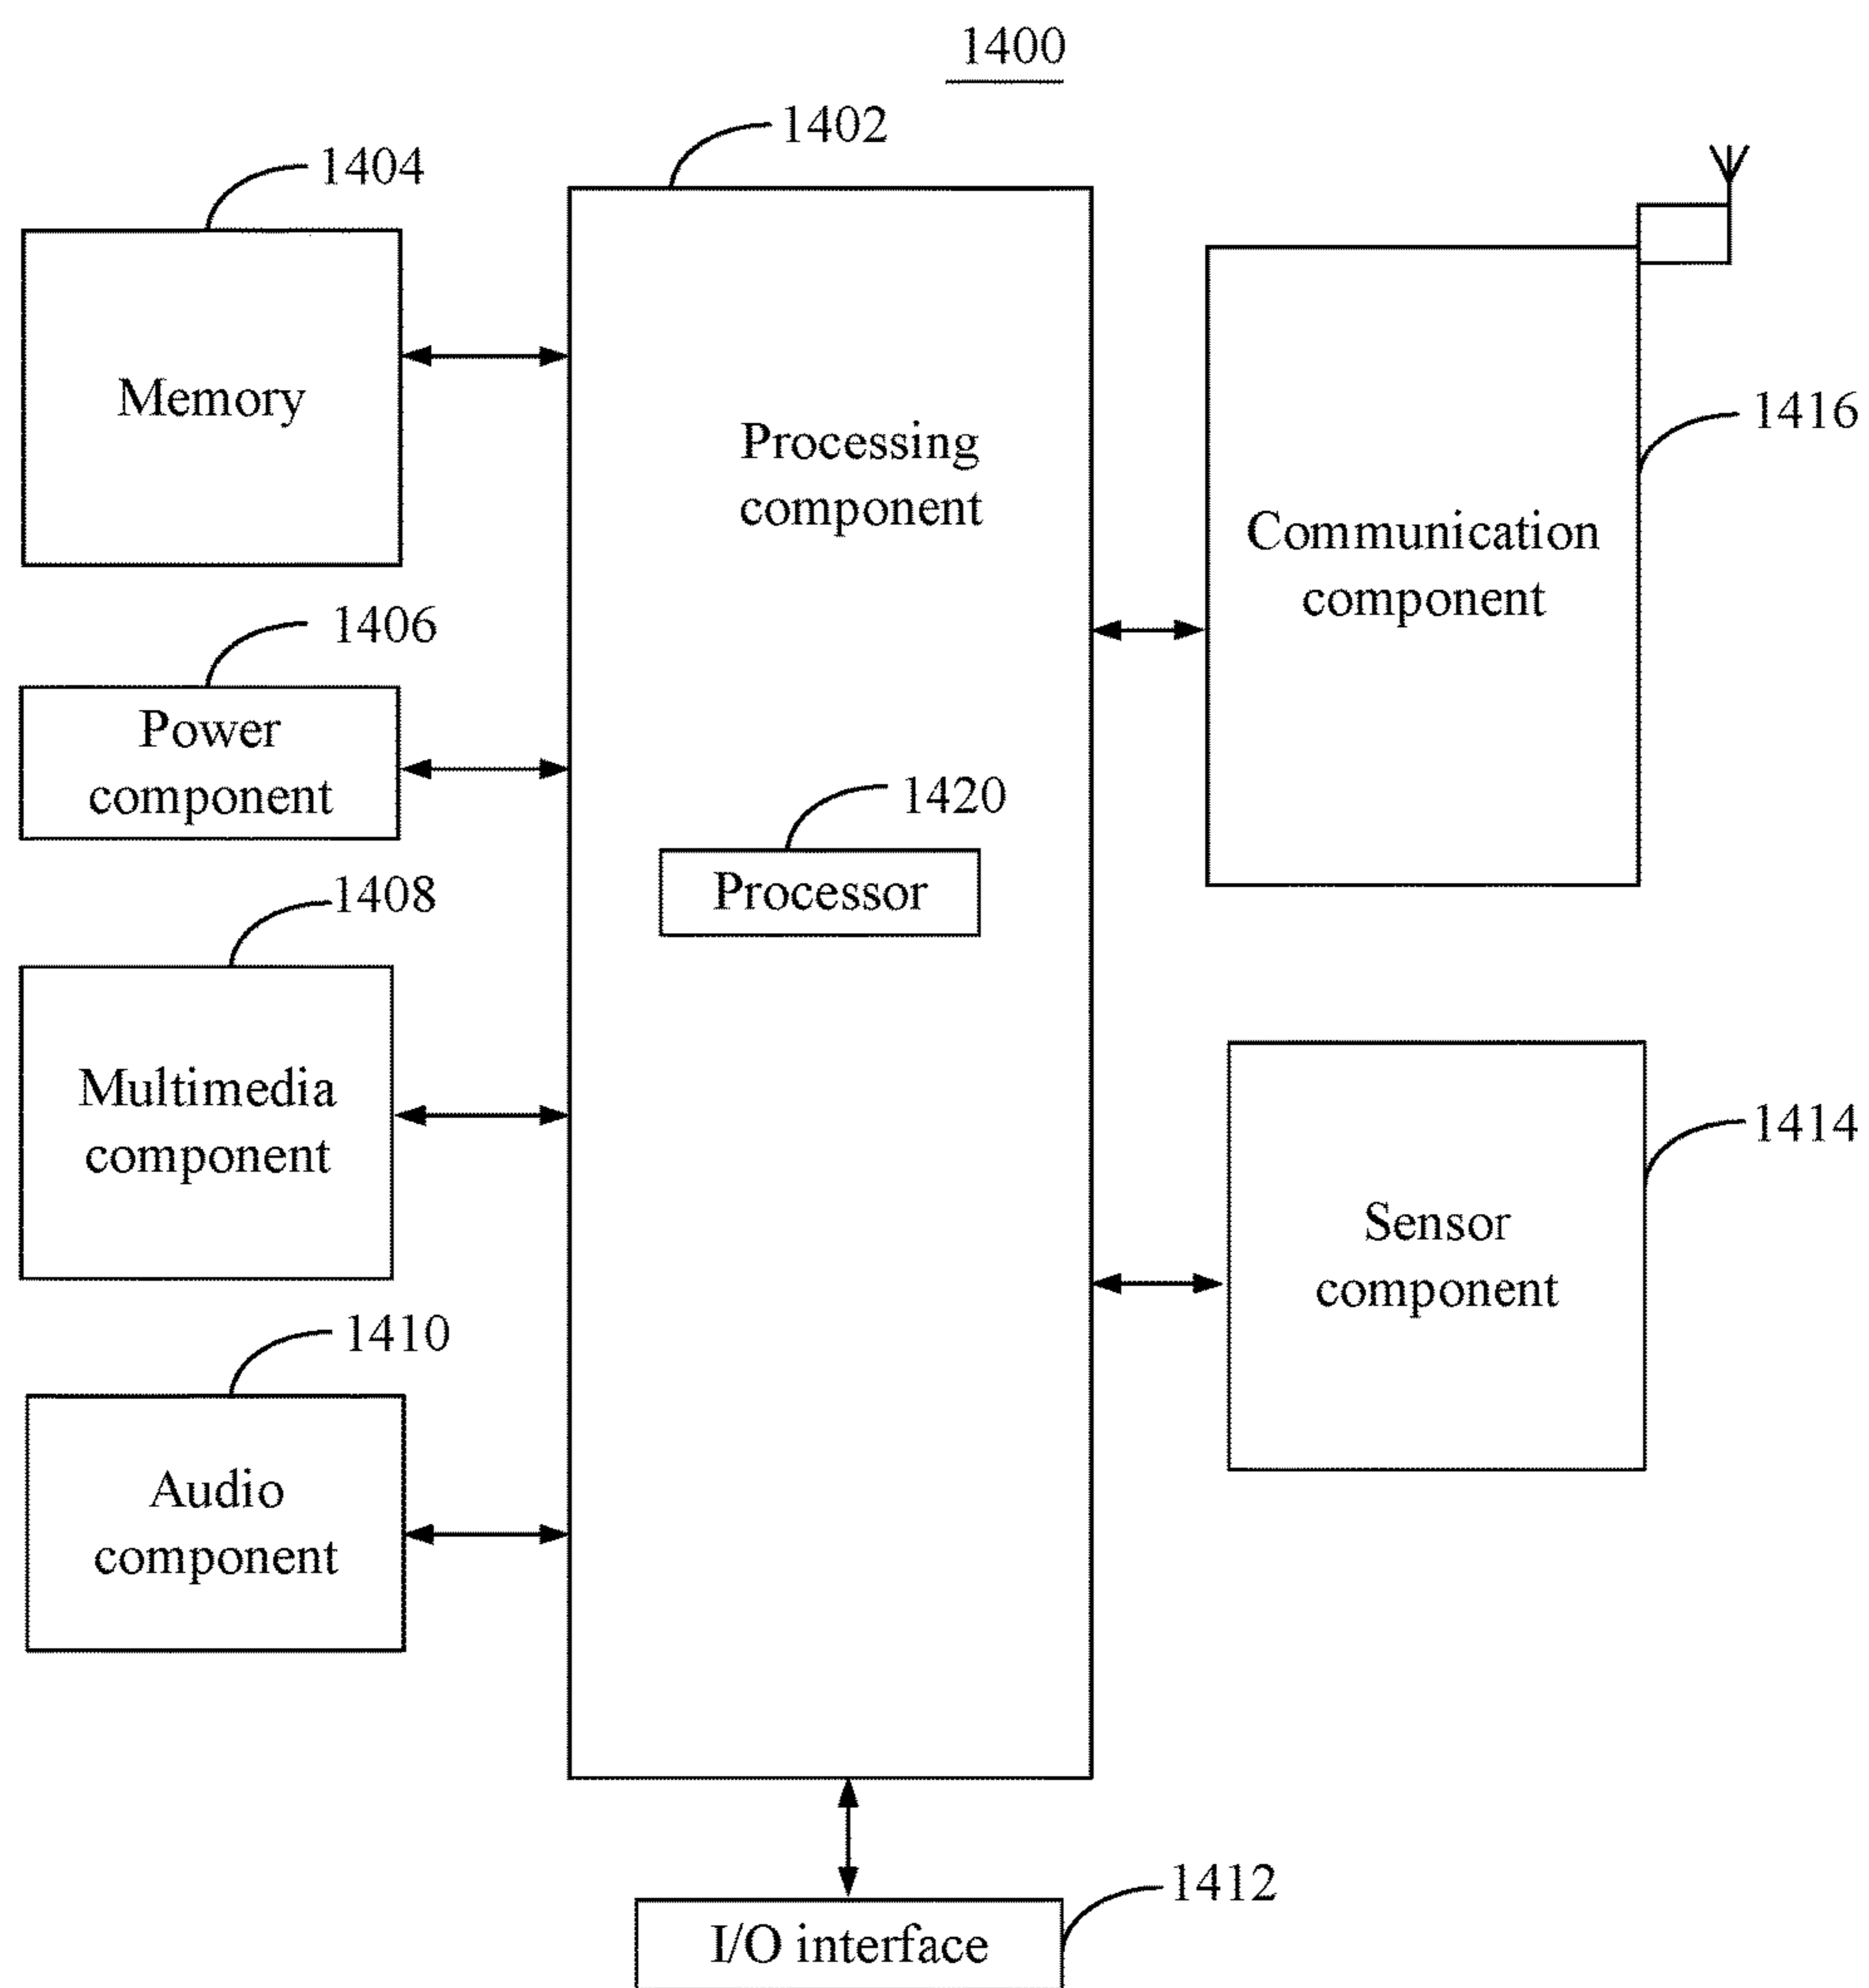 1400
1402
1404
Memory
Processing
component
1416
Communication
component
1406
Power
component
1420
Processor
1408
Multimedia
component
1414
Sensor
component
1410
Audio
component
1412
I/O interface